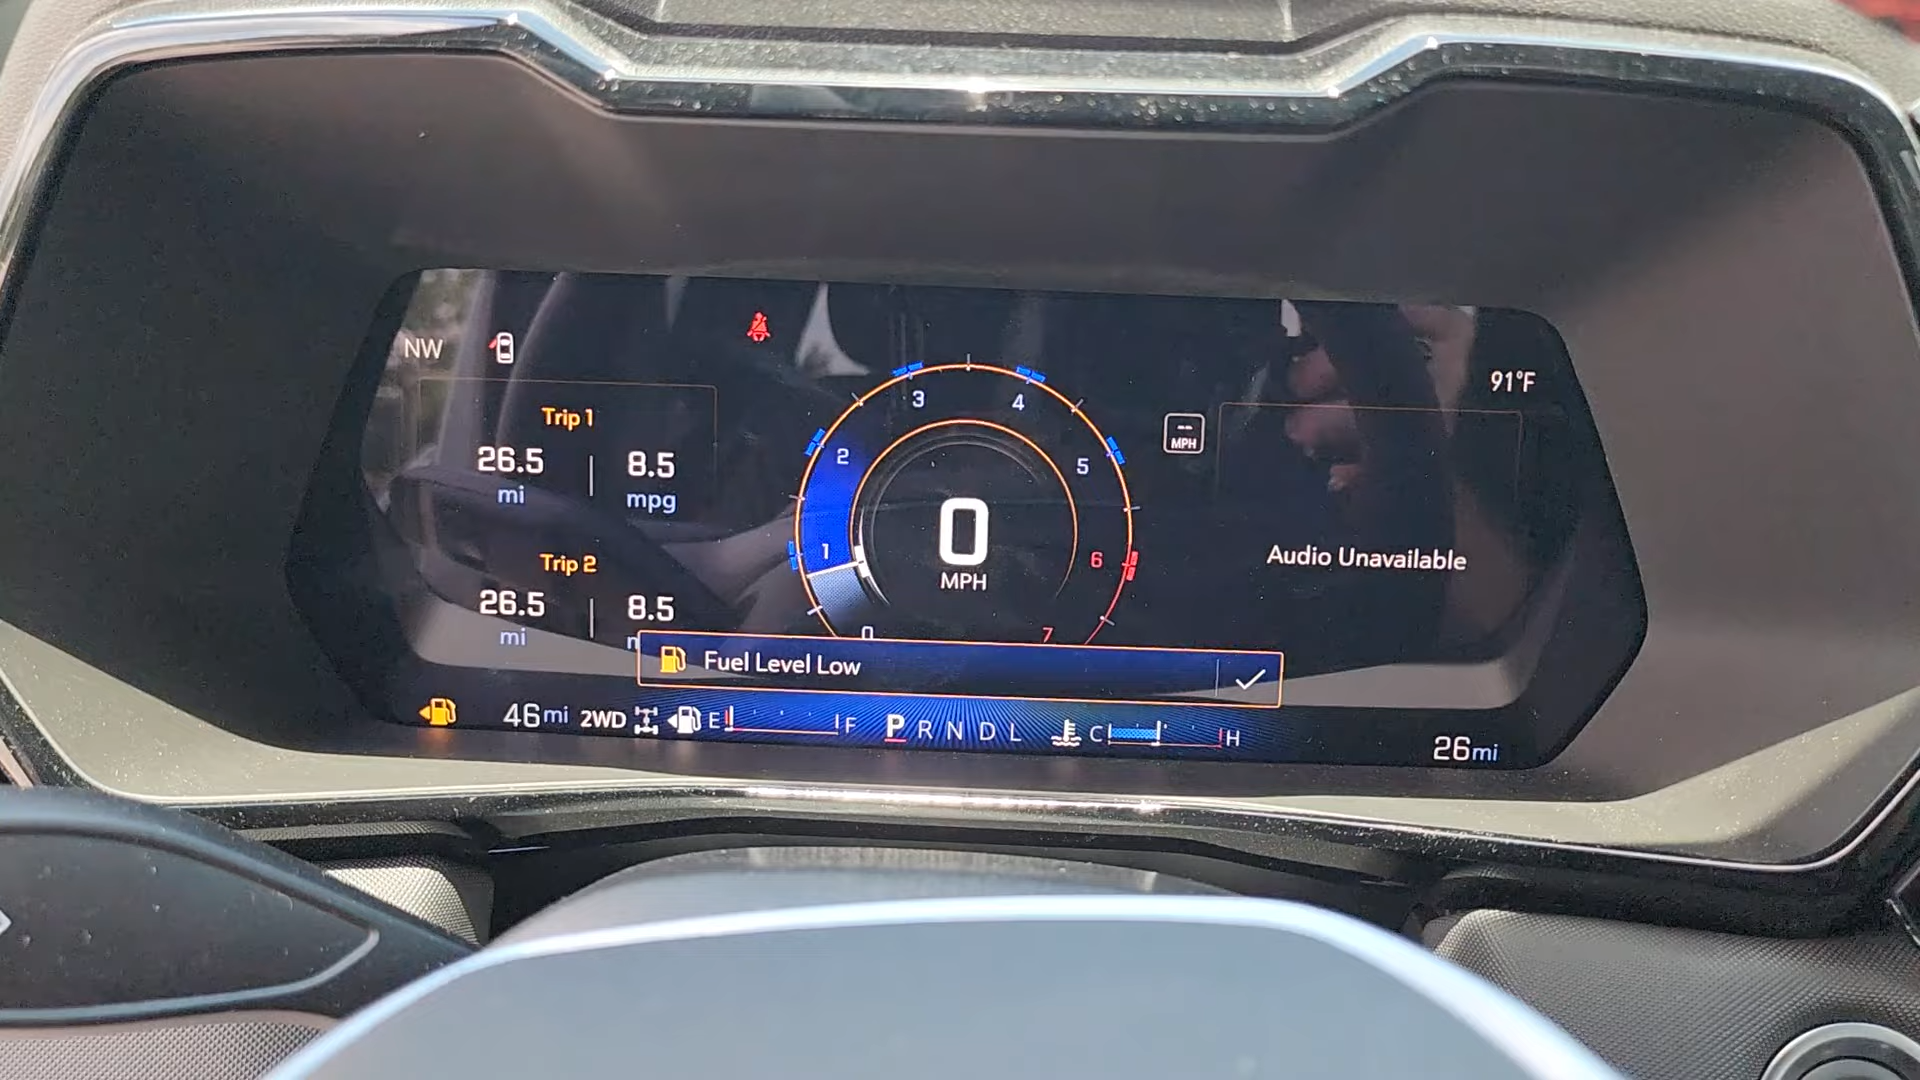 NW
91°F
Trip 1
26.5 8.5
mi mpg
Trip 2
26.5 8.5
mi
0 1 2 3 4 5 6 7
0
MPH
--
MPH
Audio Unavailable
Fuel Level Low
46mi 2WD E F P R N D L C H 26mi